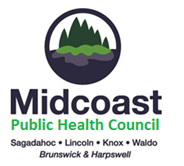 Midcoast
Public Health Council
Sagadahoc • Lincoln • Knox • Waldo
Brunswick & Harpswell